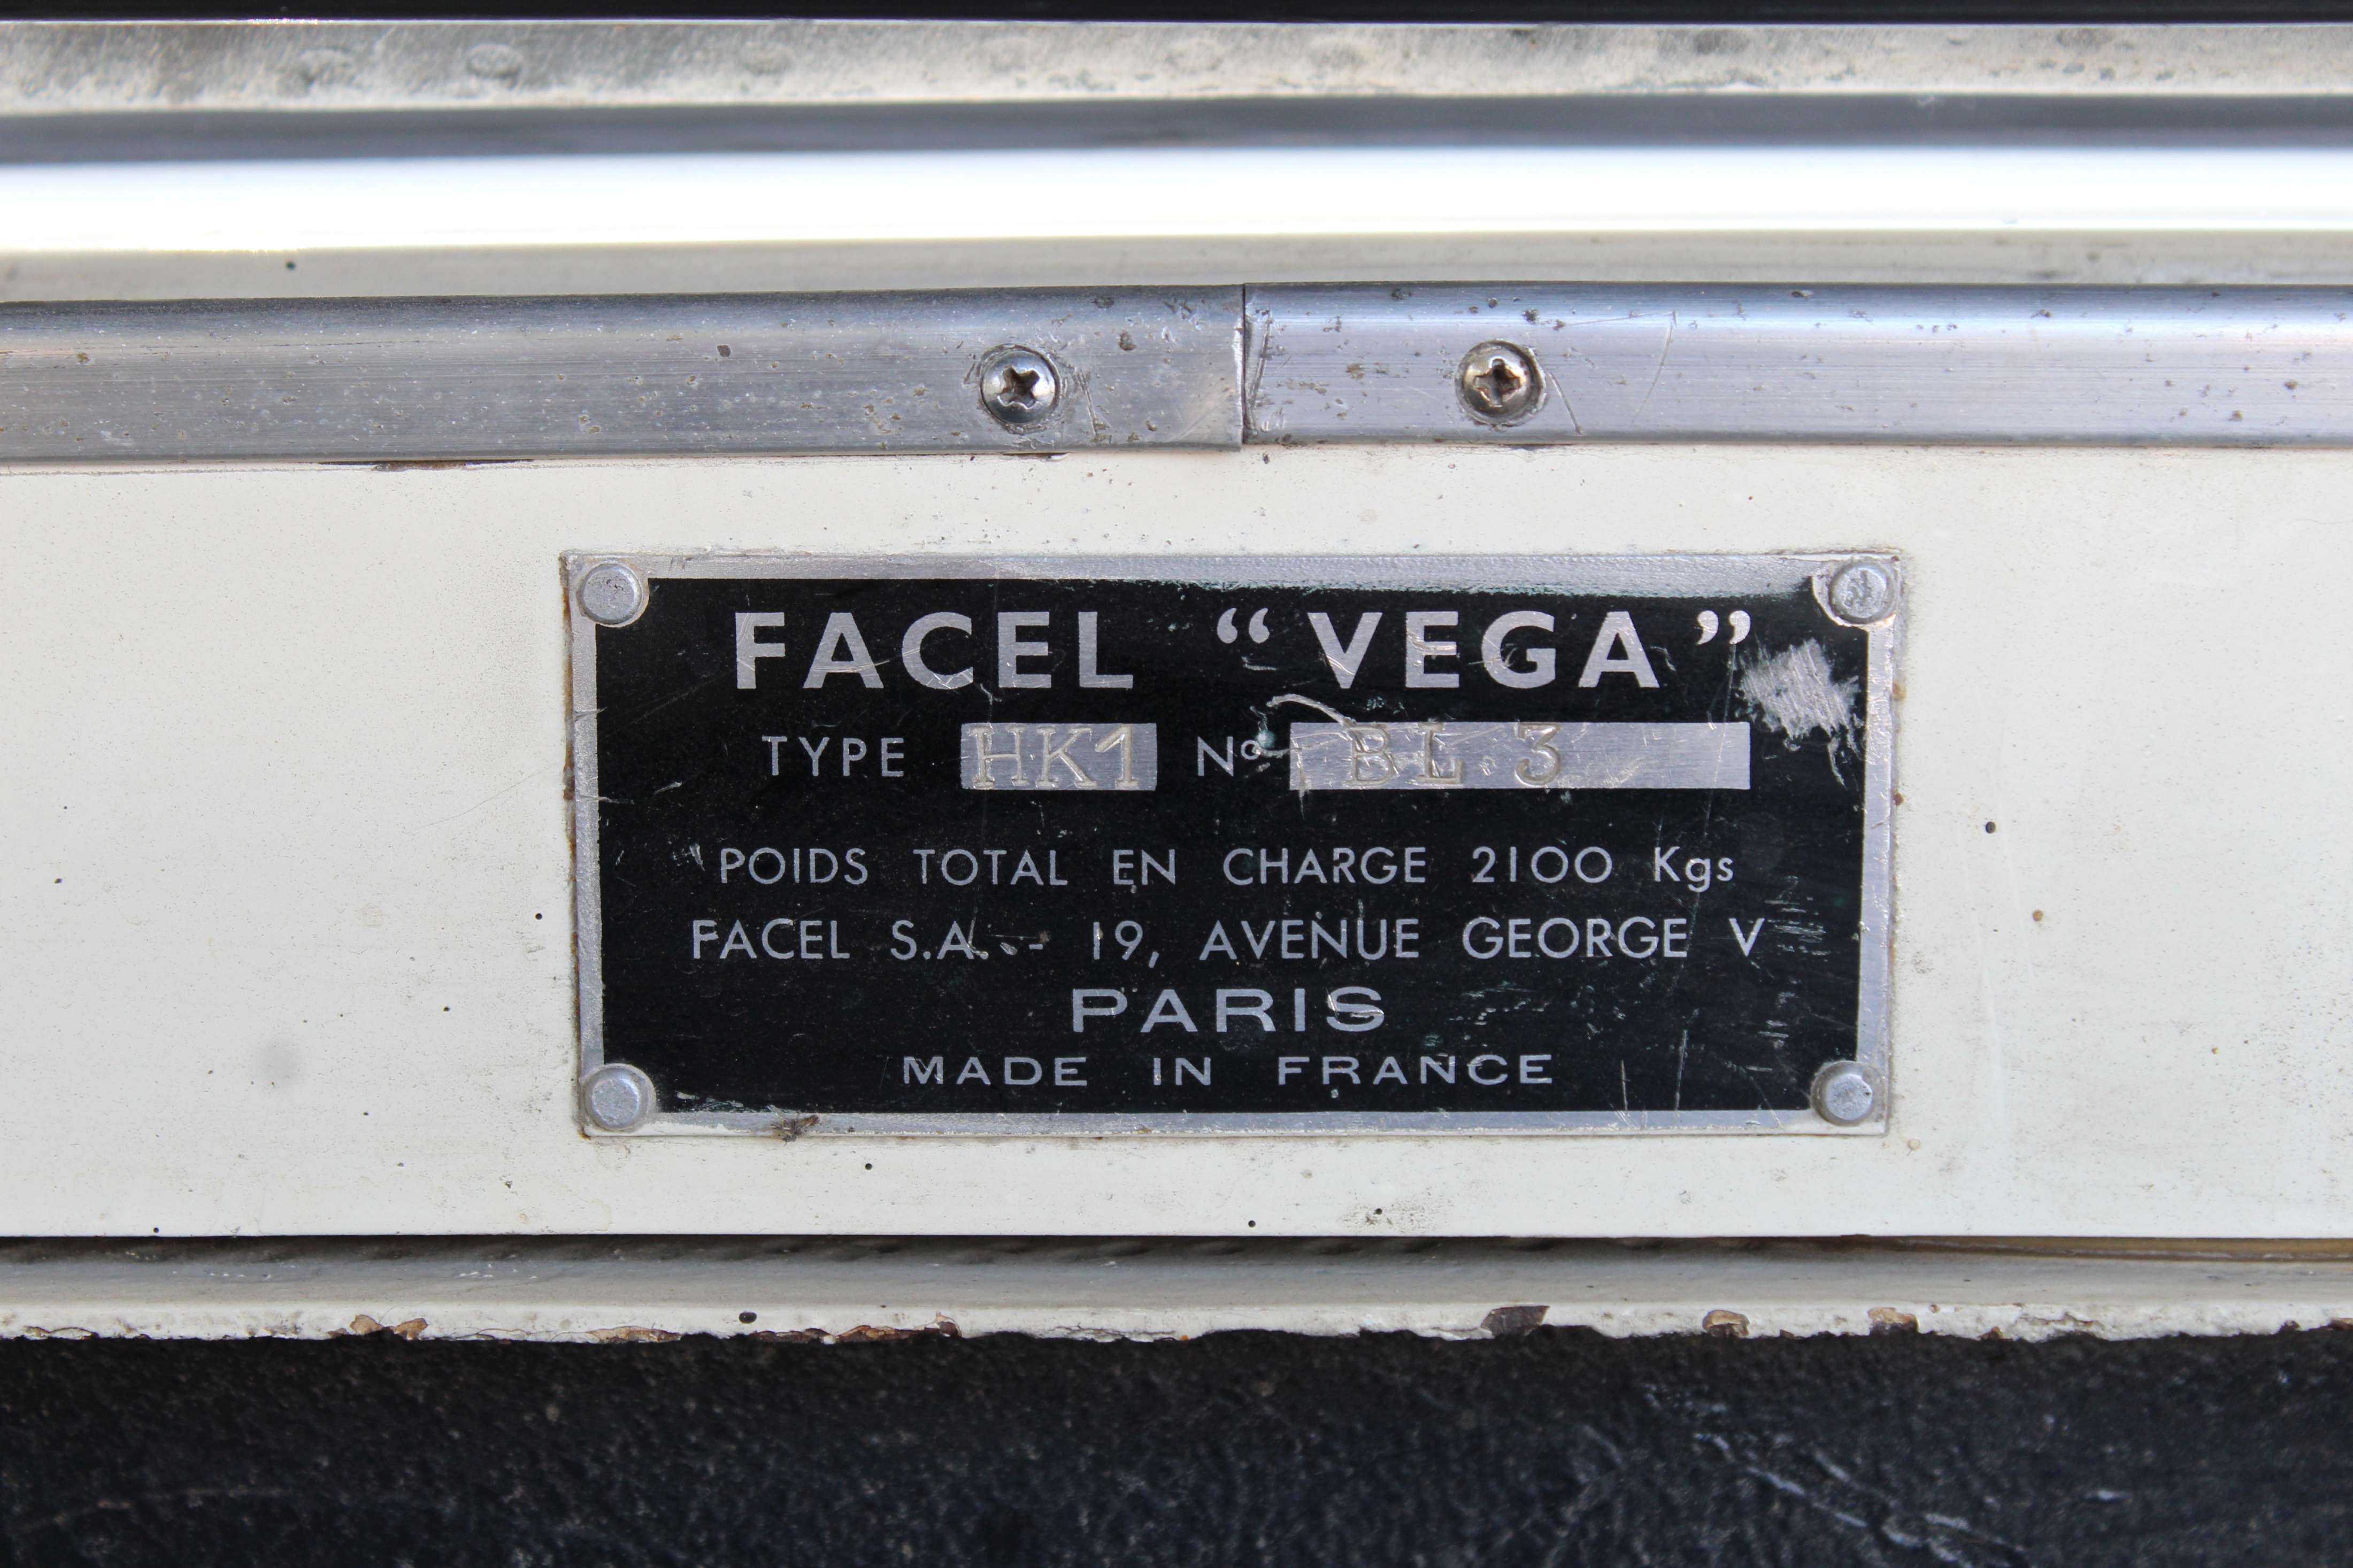 FACEL “VEGA”
TYPE HK1 Nº BL.3
POIDS TOTAL EN CHARGE 2100 Kgs
FACEL S.A. - 19, AVENUE GEORGE V
PARIS
MADE IN FRANCE